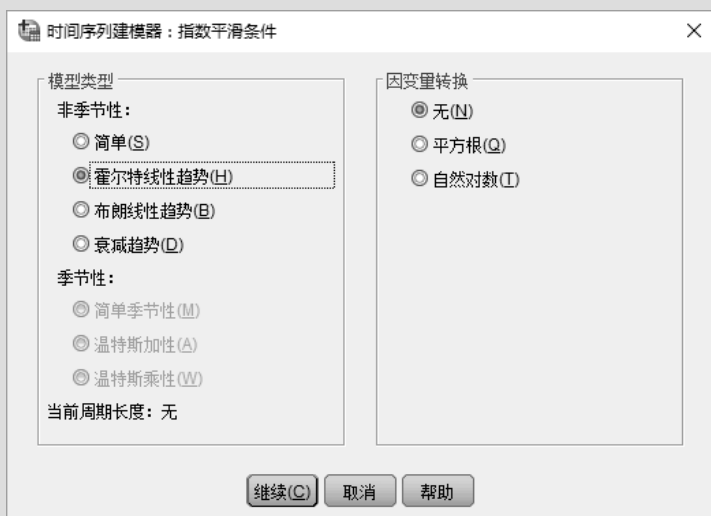 时间序列建模器：指数平滑条件
模型类型
非季节性：
简单(S)
霍尔特线性趋势(H)
布朗线性趋势(B)
衰减趋势(D)
季节性：
简单季节性(M)
温特斯加性(A)
温特斯乘性(W)
当前周期长度：无
因变量转换
无(N)
平方根(Q)
自然对数(T)
继续(C)
取消
帮助